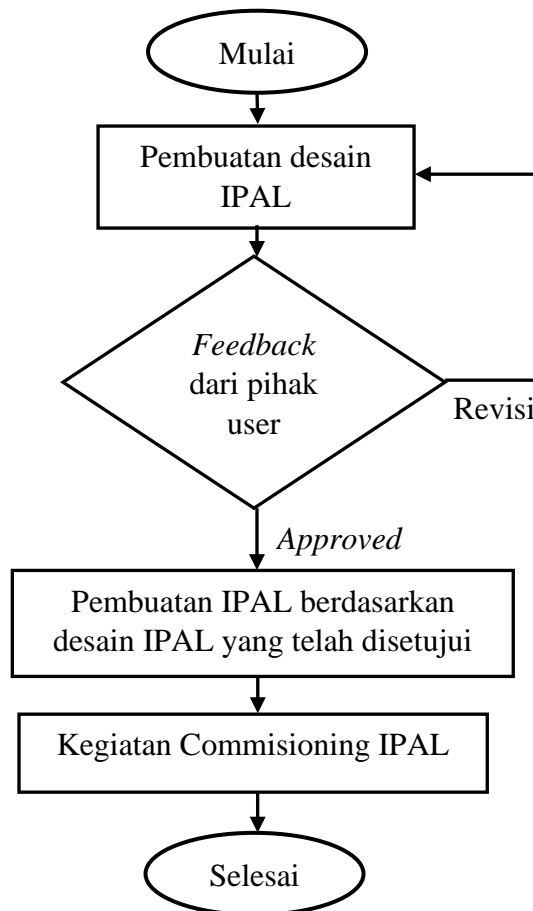 Mulai
Pembuatan desain
IPAL
Feedback
dari pihak
user
Revisi
Approved
Pembuatan IPAL berdasarkan
desain IPAL yang telah disetujui
Kegiatan Commisioning IPAL
Selesai